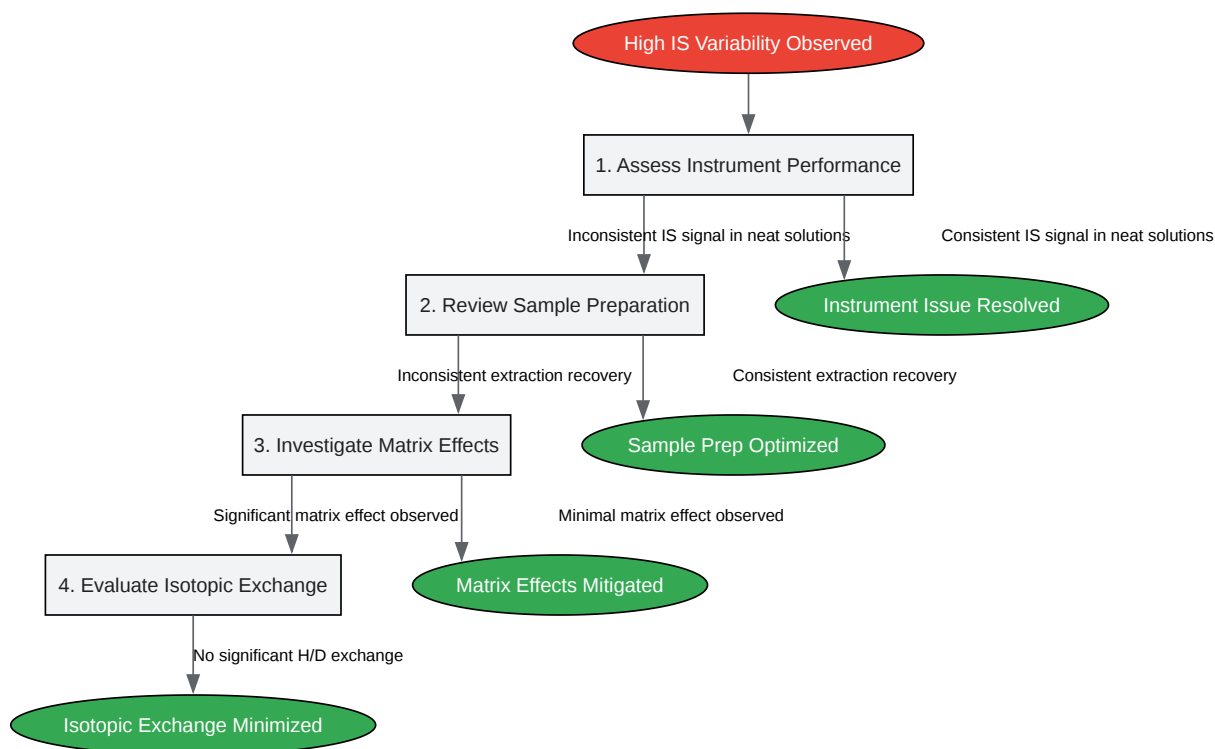 High IS Variability Observed
1. Assess Instrument Performance
Inconsistent IS signal in neat solutions
Consistent IS signal in neat solutions
2. Review Sample Preparation
Instrument Issue Resolved
Inconsistent extraction recovery
Consistent extraction recovery
3. Investigate Matrix Effects
Sample Prep Optimized
Significant matrix effect observed
Minimal matrix effect observed
4. Evaluate Isotopic Exchange
Matrix Effects Mitigated
No significant H/D exchange
Isotopic Exchange Minimized